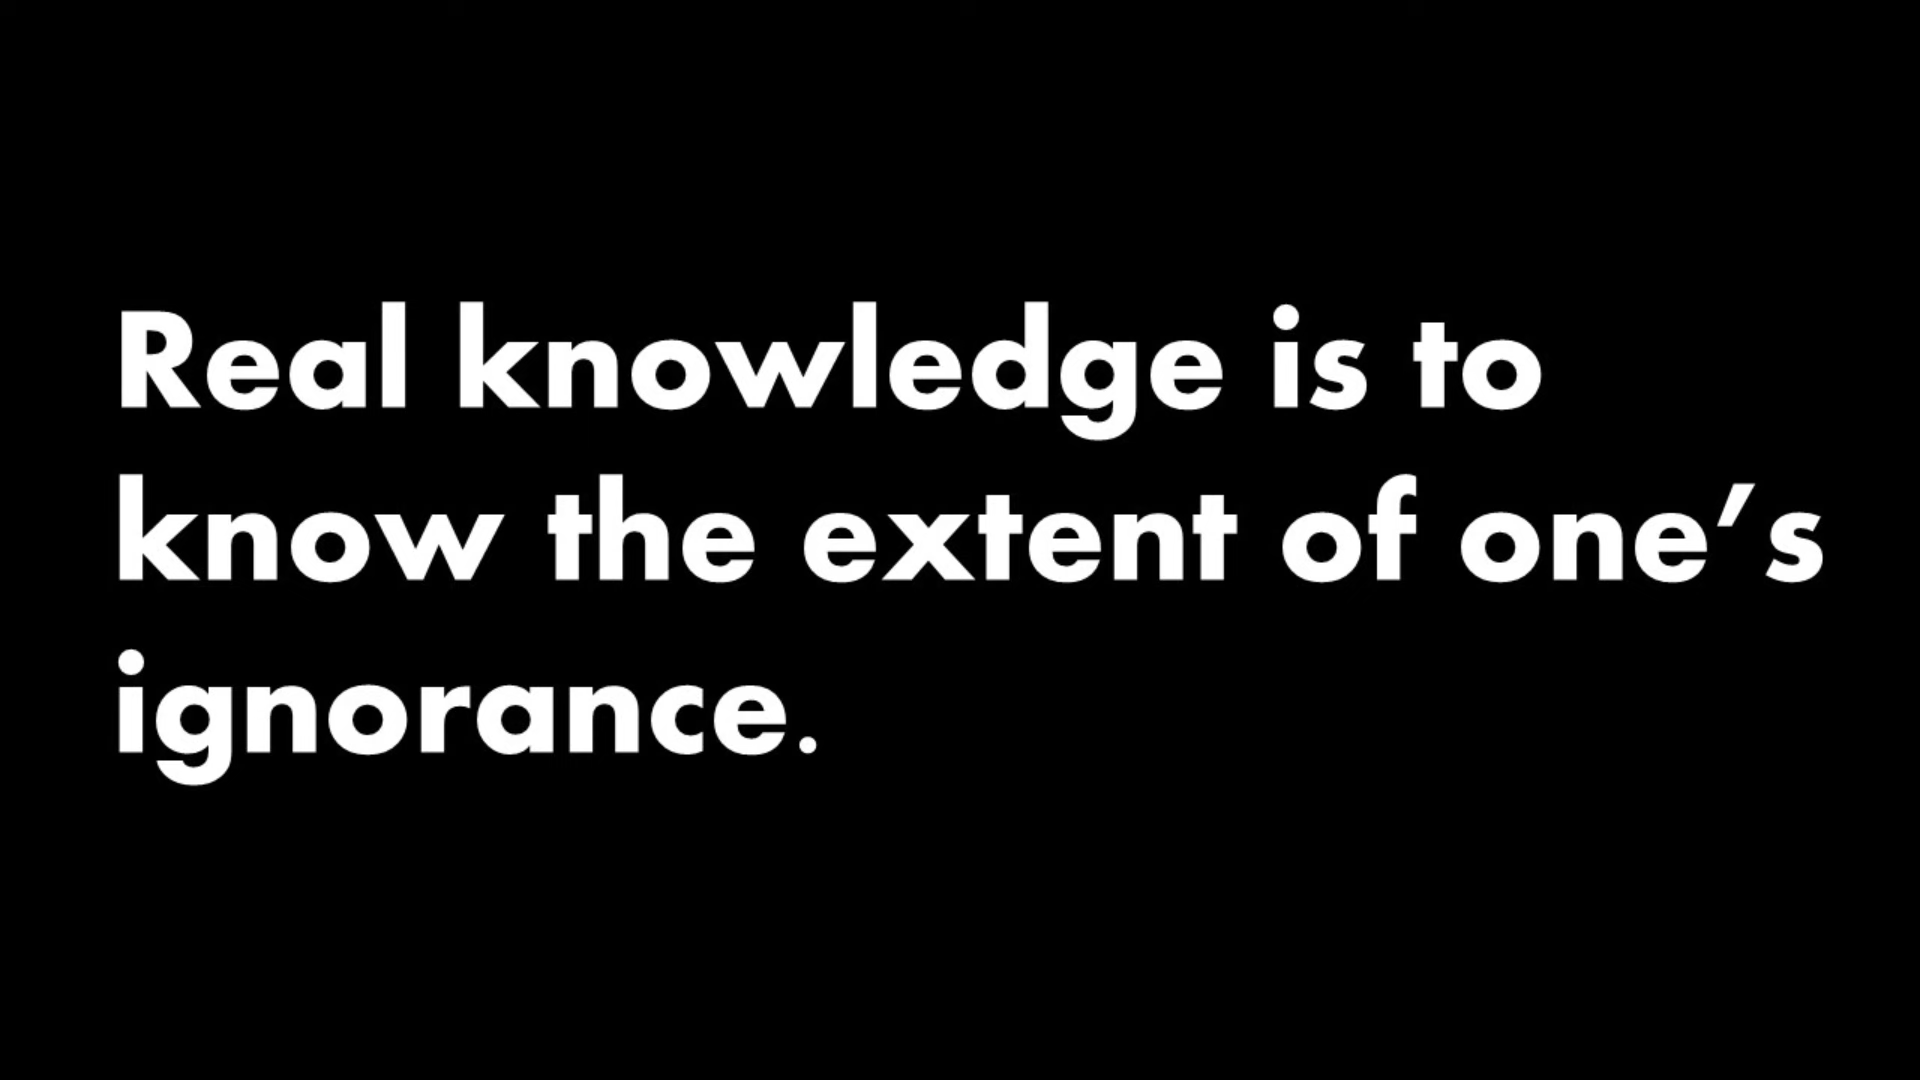 Real knowledge is to
know the extent of one’s
ignorance.